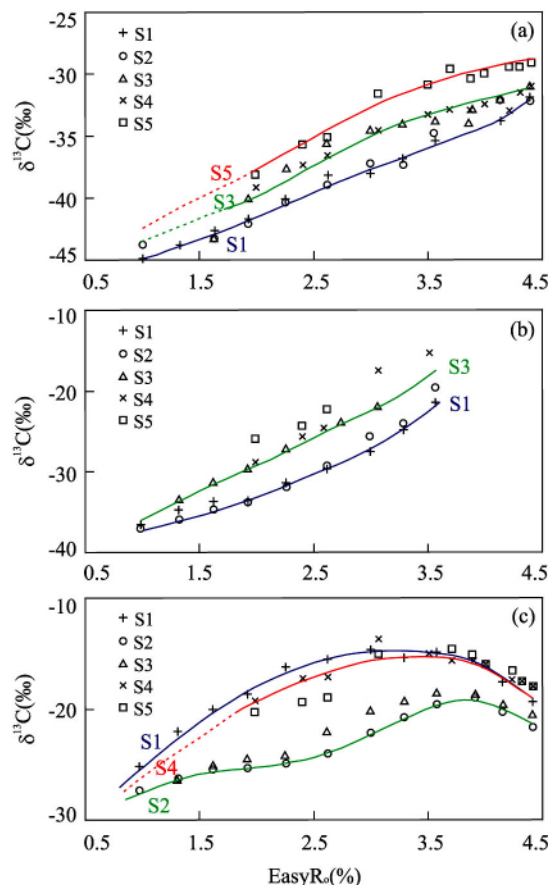 -25
(a)
+ S1
○ S2
△ S3
× S4
□ S5
-30
δ¹³C(‰)
-35
S5
-40
S3
S1
-45
0.5 1.5 2.5 3.5 4.5
-10
(b)
+ S1
○ S2
△ S3
× S4
□ S5
S3
-20
S1
δ¹³C(‰)
-30
-40
0.5 1.5 2.5 3.5 4.5
-10
(c)
+ S1
○ S2
△ S3
× S4
□ S5
δ¹³C(‰)
-20
S1
S4
S2
-30
0.5 1.5 2.5 3.5 4.5
EasyRₒ(%)